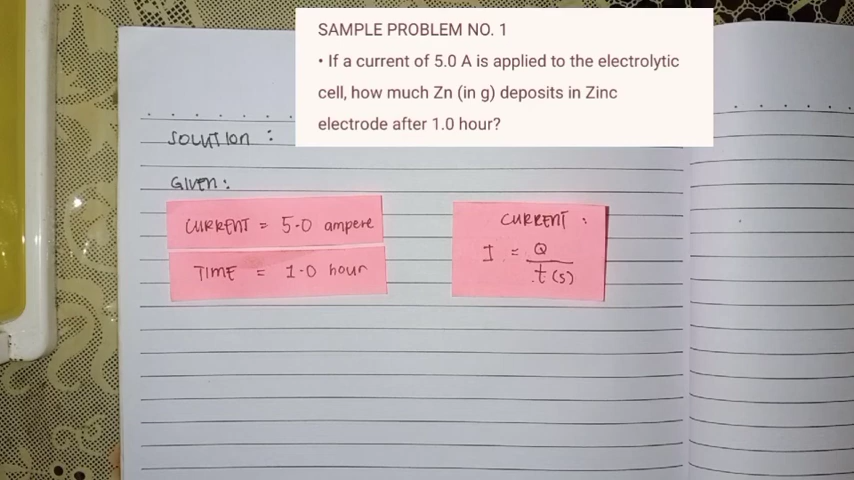 SAMPLE PROBLEM NO. 1
• If a current of 5.0 A is applied to the electrolytic
cell, how much Zn (in g) deposits in Zinc
electrode after 1.0 hour?
SOLUTION :
GIVEN :
CURRENT = 5.0 ampere
TIME = 1.0 hour
CURRENT :
I = Q
t (s)